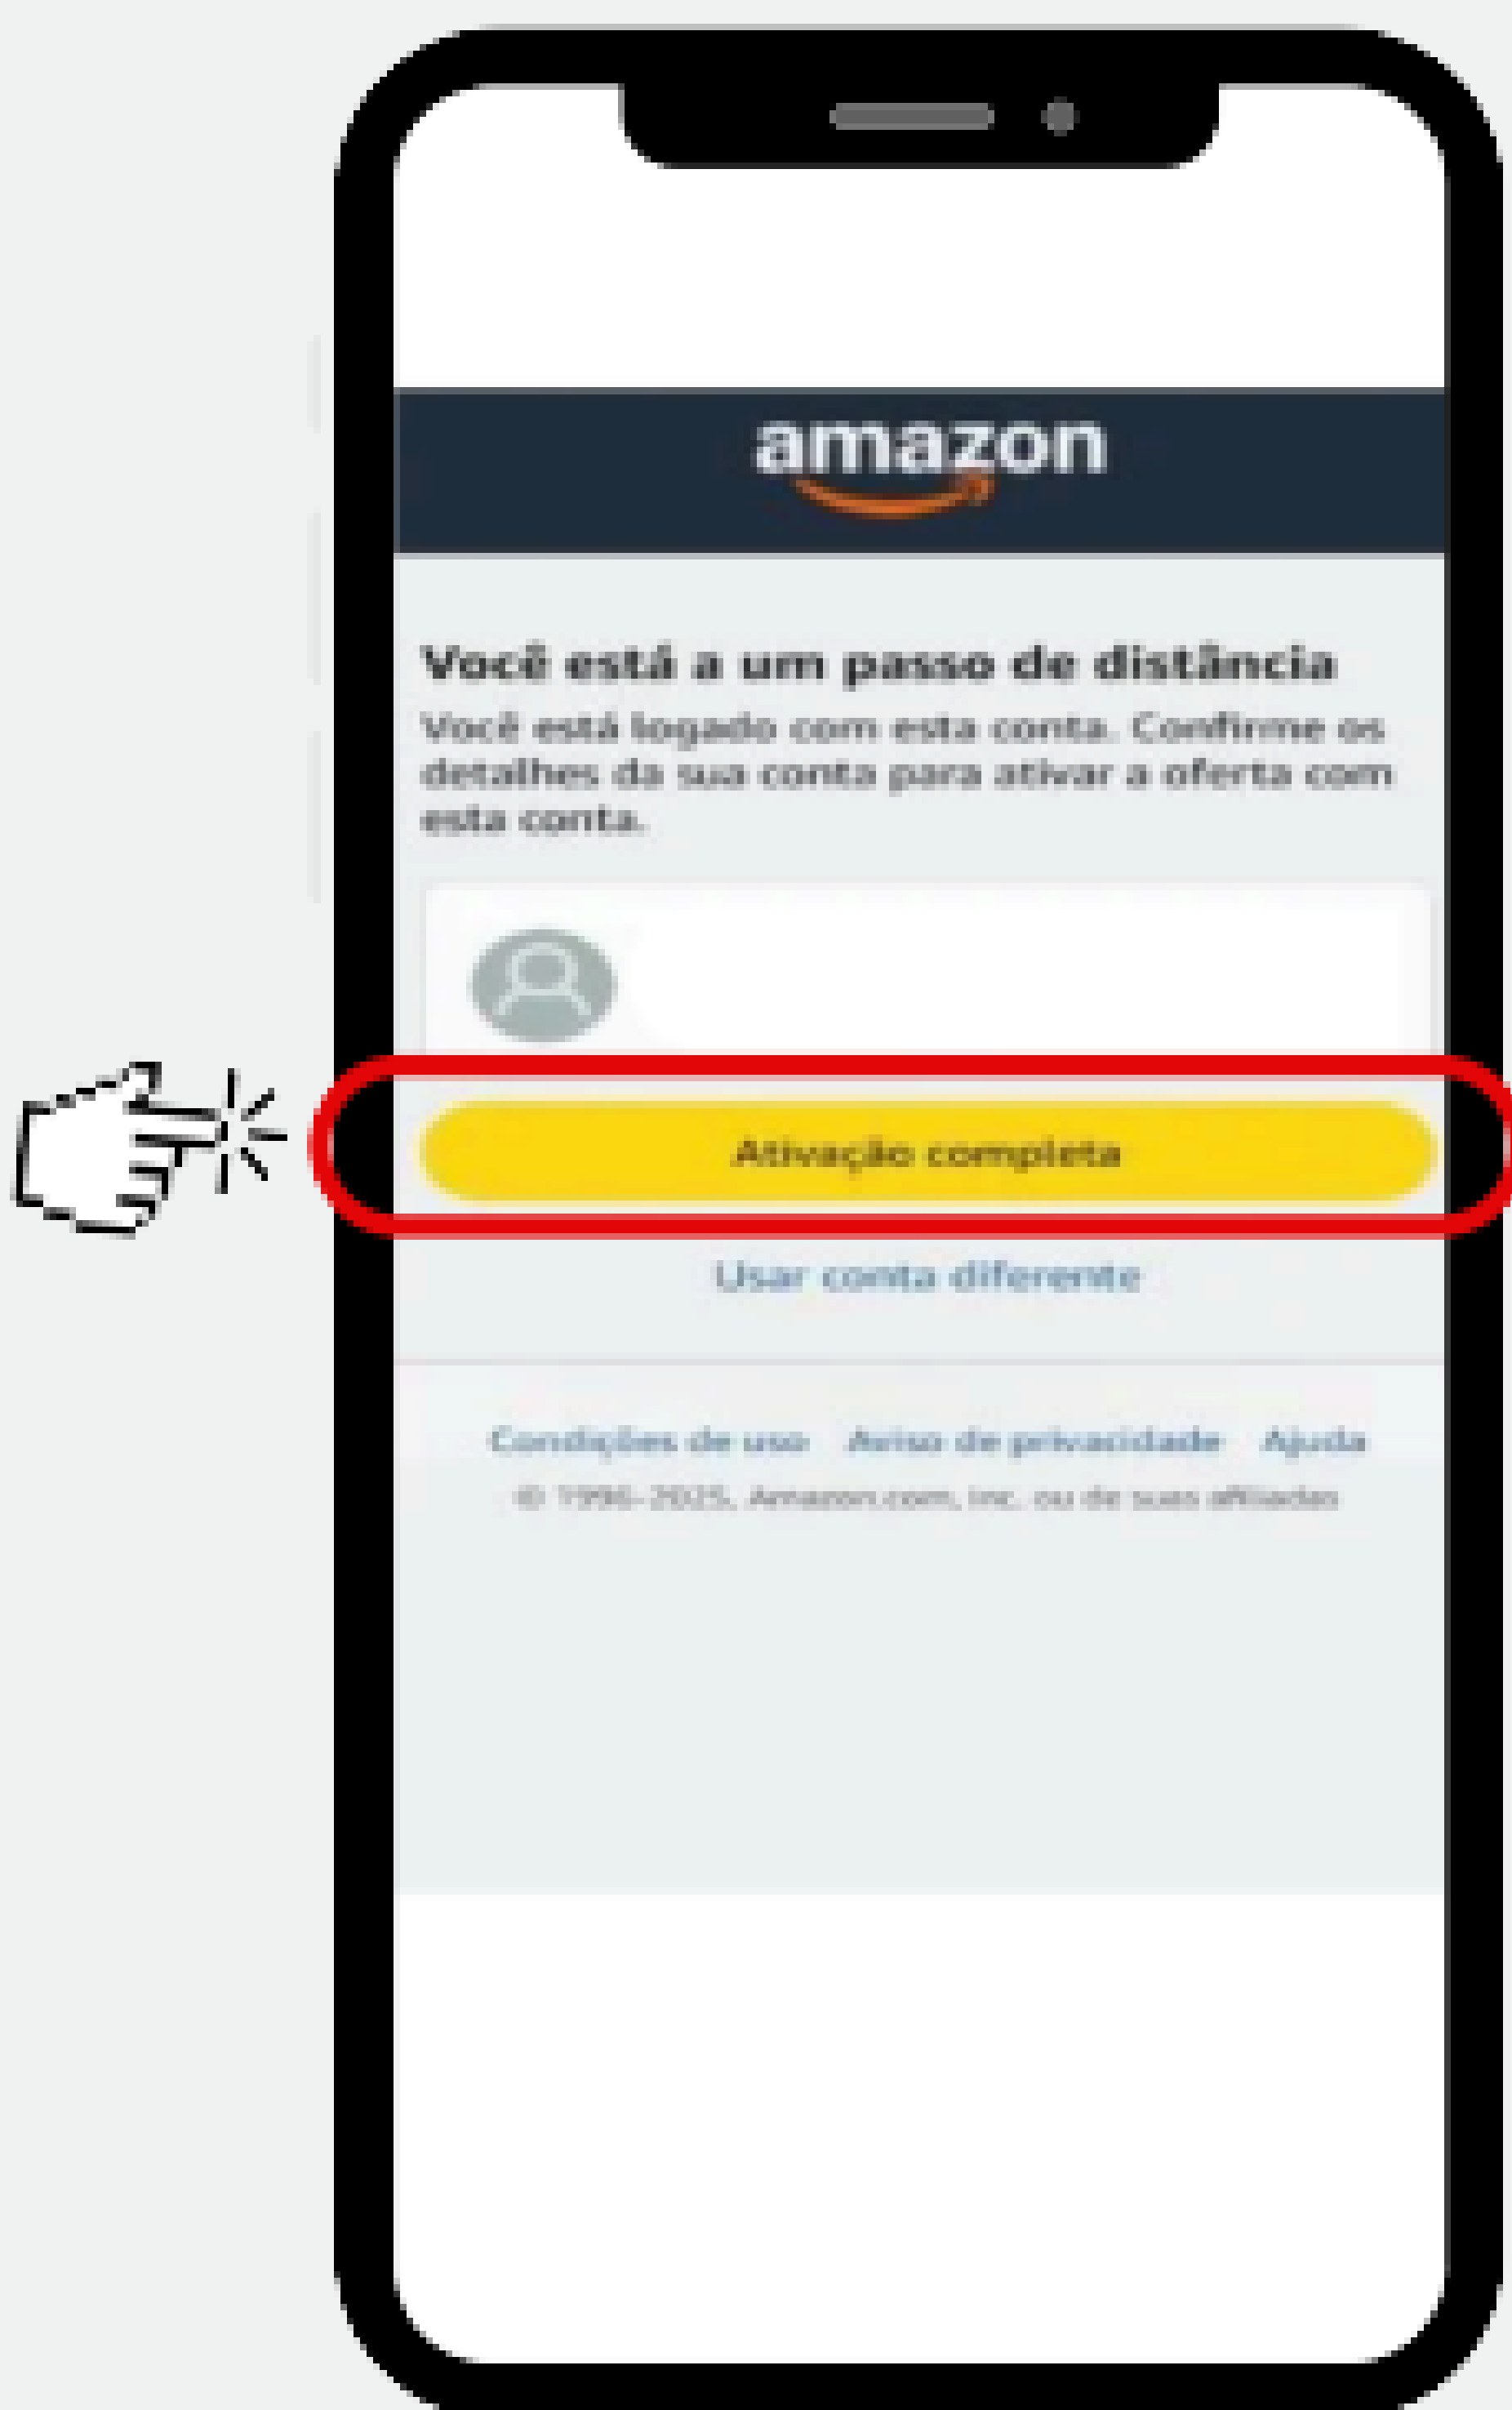 amazon
Você está a um passo de distância
Você está logado com esta conta. Confirme os
detalhes da sua conta para ativar a oferta com
esta conta.
Ativação completa
Usar conta diferente
Condições de uso Aviso de privacidade Ajuda
© 1996-2025, Amazon.com, Inc. ou de suas afiliadas